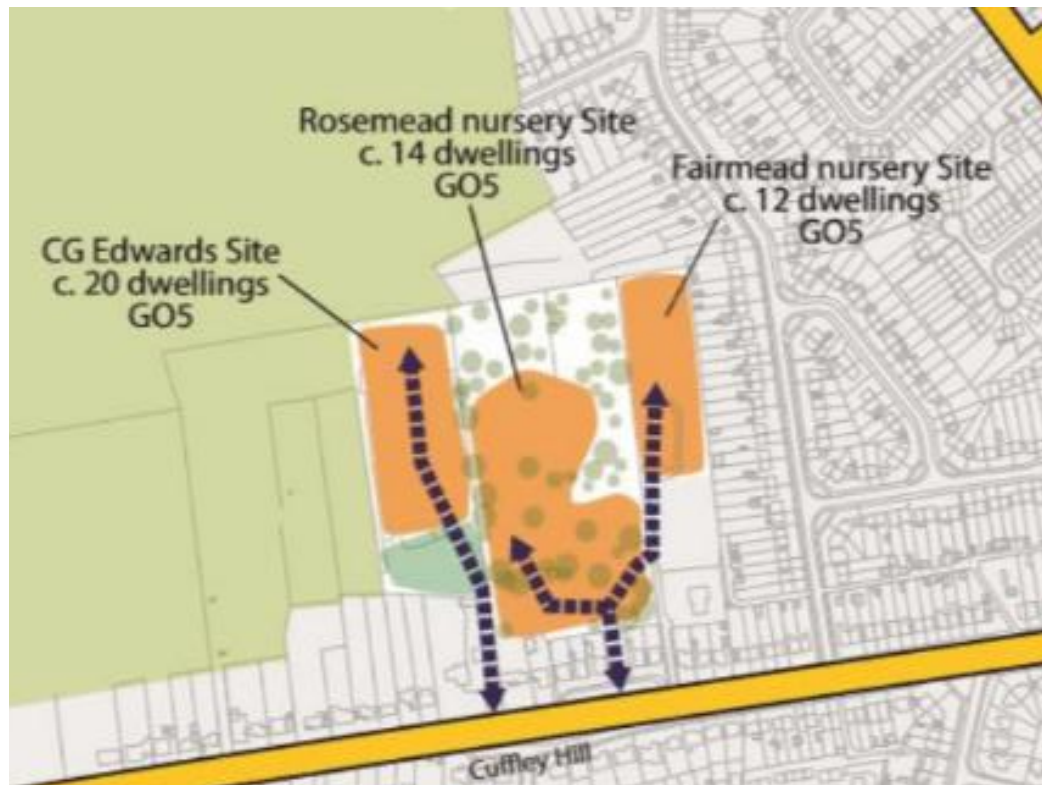 Rosemead nursery Site
c. 14 dwellings
GO5
Fairmead nursery Site
c. 12 dwellings
GO5
CG Edwards Site
c. 20 dwellings
GO5
Cuffley Hill